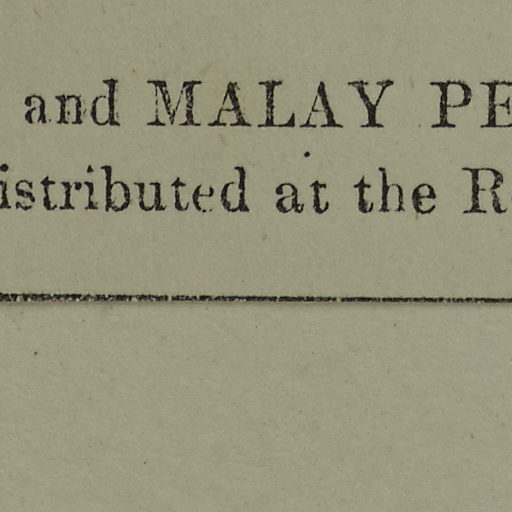 and MALAY PE
istributed at the R